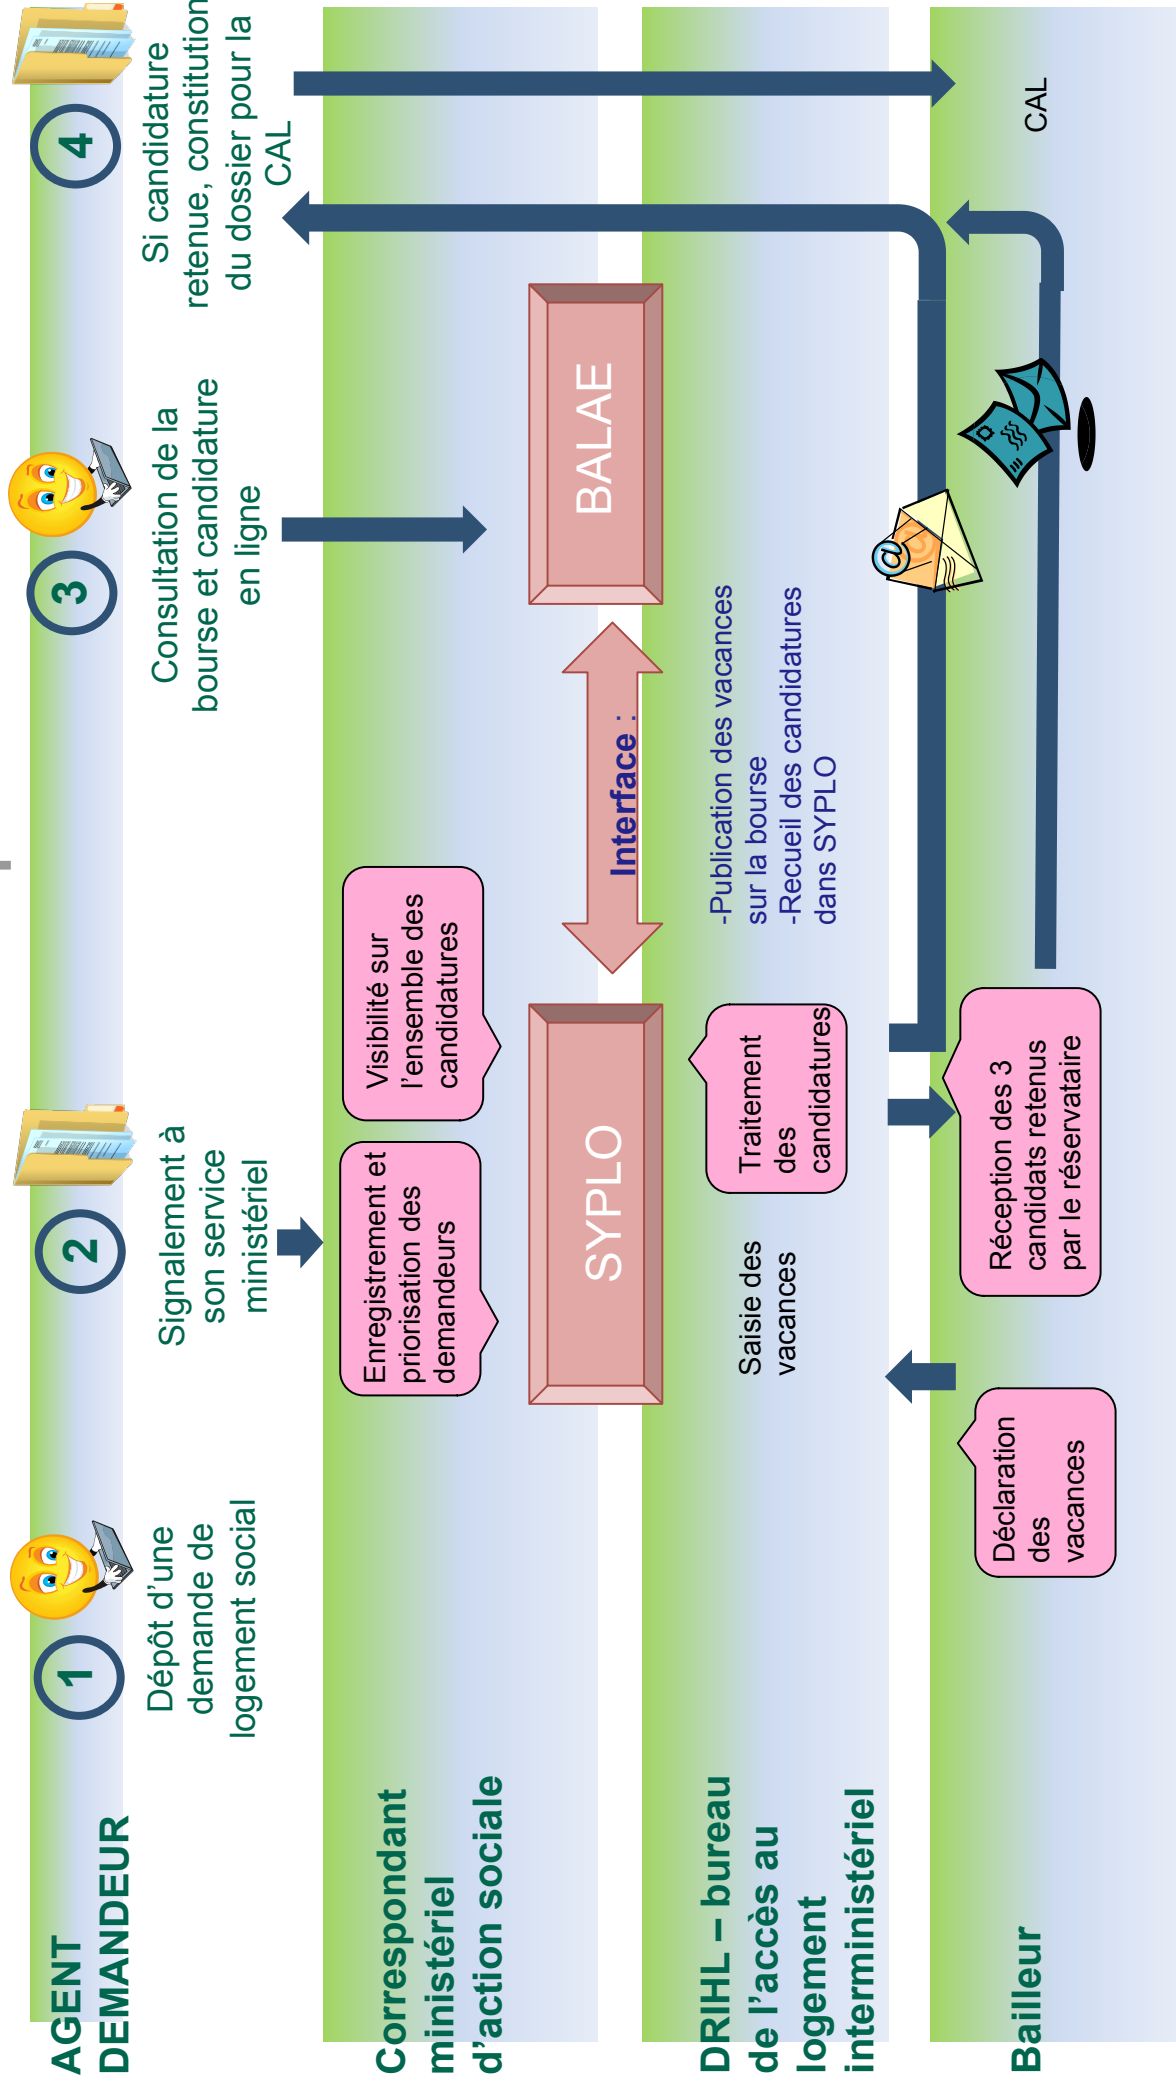 AGENT
DEMANDEUR
1
Dépôt d’une
demande de
logement social
2
Signalement à
son service
ministériel
3
Consultation de la
bourse et candidature
en ligne
4
Si candidature
retenue, constitution
du dossier pour la
CAL
Correspondant
ministériel
d’action sociale
Enregistrement et
priorisation des
demandeurs
Visibilité sur
l’ensemble des
candidatures
SYPLO
Interface :
BALAE
DRIHL – bureau
de l’accès au
logement
interministériel
Saisie des
vacances
Traitement
des
candidatures
-Publication des vacances
sur la bourse
-Recueil des candidatures
dans SYPLO
@
Bailleur
Déclaration
des
vacances
Réception des 3
candidats retenus
par le réservataire
CAL